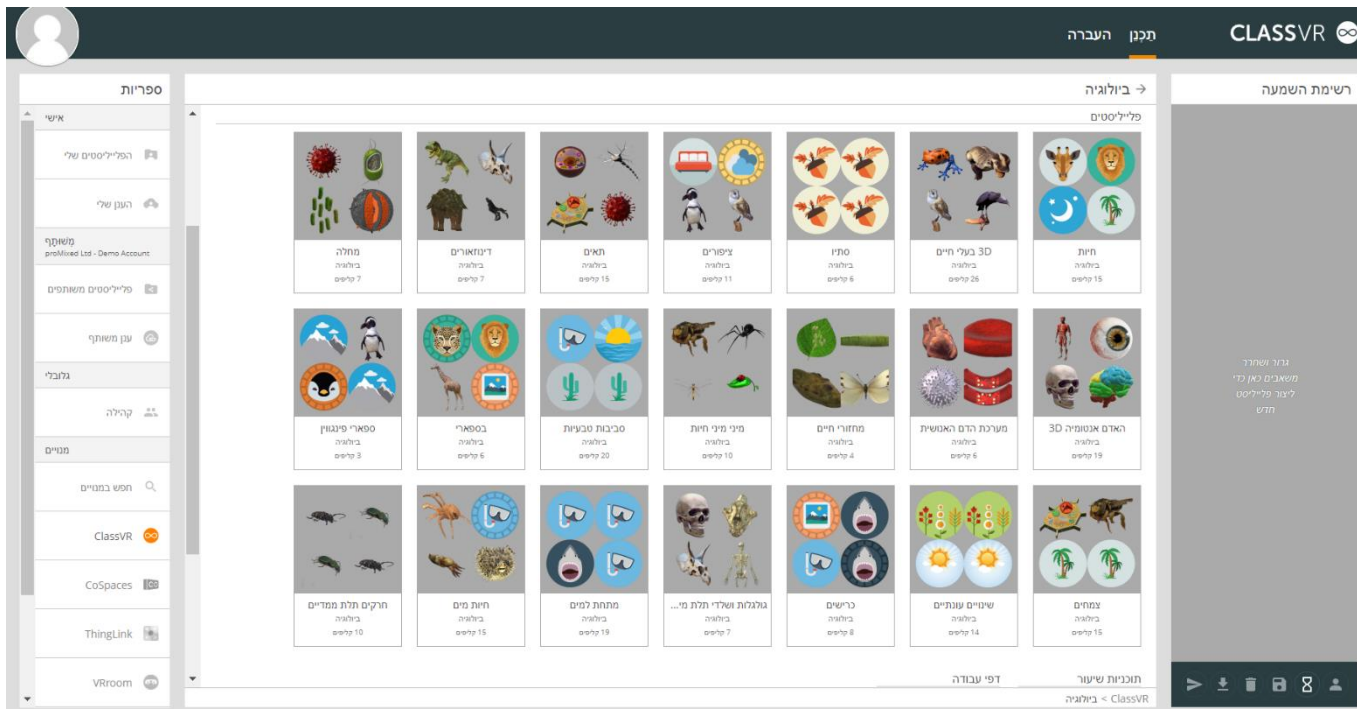 CLASSVR
תַכְנֵן
העברה
רשימת השמעה
גרור ושחרר
משאבים כאן כדי
ליצור פלייליסט
חדש
→ ביולוגיה
פלייליסטים
חיות
ביולוגיה
15 קליפים
3D בעלי חיים
ביולוגיה
26 קליפים
סתיו
ביולוגיה
6 קליפים
ציפורים
ביולוגיה
11 קליפים
תאים
ביולוגיה
15 קליפים
דינוזאורים
ביולוגיה
7 קליפים
מחלה
ביולוגיה
7 קליפים
האדם אנטומיה 3D
ביולוגיה
19 קליפים
מערכת הדם האנושית
ביולוגיה
6 קליפים
מחזורי חיים
ביולוגיה
4 קליפים
מיני מיני חיות
ביולוגיה
10 קליפים
סביבות טבעיות
ביולוגיה
20 קליפים
בספארי
ביולוגיה
6 קליפים
ספארי פינגווין
ביולוגיה
3 קליפים
צמחים
ביולוגיה
15 קליפים
שינויים עונתיים
ביולוגיה
14 קליפים
כרישים
ביולוגיה
8 קליפים
גולגלות ושלדי תלת מי...
ביולוגיה
7 קליפים
מתחת למים
ביולוגיה
19 קליפים
חיות מים
ביולוגיה
15 קליפים
חרקים תלת ממדיים
ביולוגיה
10 קליפים
תוכניות שיעור
דפי עבודה
ClassVR > ביולוגיה
ספריות
אישי
הפלייליסטים שלי
הענן שלי
מְשׁוּתָף
proMixed Ltd - Demo Account
פלייליסטים משותפים
ענן משותף
גלובלי
קהילה
מנויים
חפש במנויים
ClassVR
CoSpaces
ThingLink
VRroom